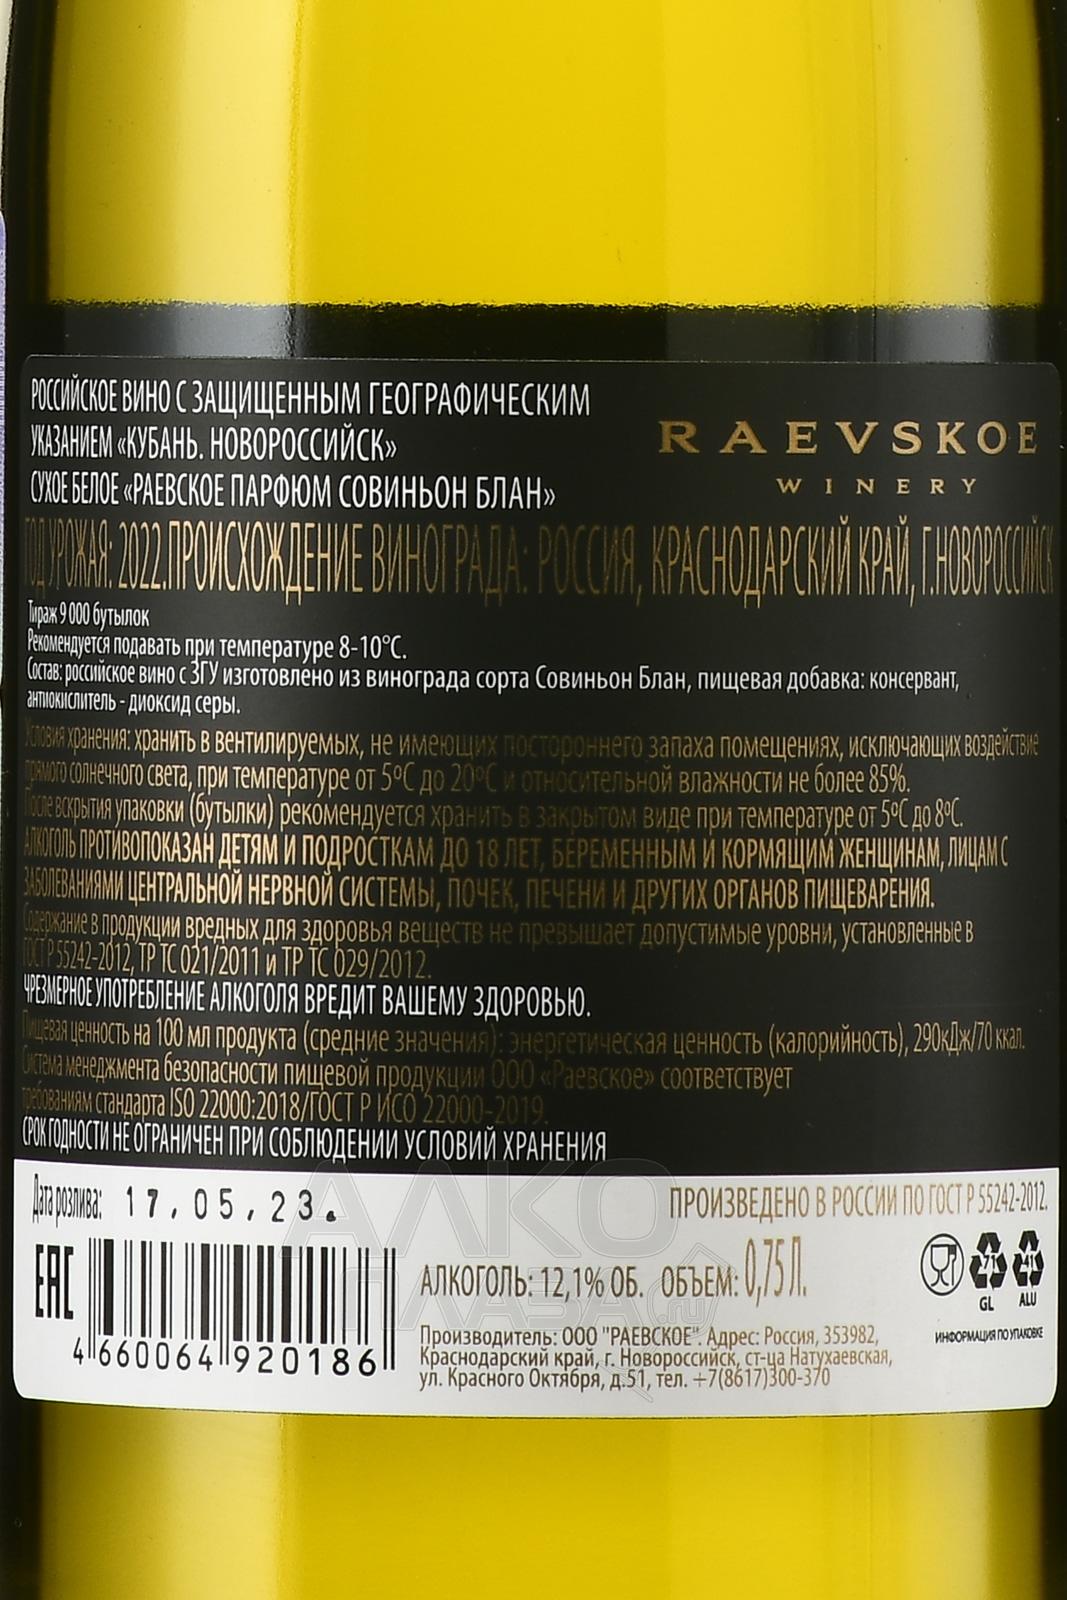 РОССИЙСКОЕ ВИНО С ЗАЩИЩЕННЫМ ГЕОГРАФИЧЕСКИМ
УКАЗАНИЕМ «КУБАНЬ. НОВОРОССИЙСК»
СУХОЕ БЕЛОЕ «РАЕВСКОЕ ПАРФЮМ СОВИНЬОН БЛАН»
RAEVSKOE
WINERY
ГОД УРОЖАЯ: 2022.ПРОИСХОЖДЕНИЕ ВИНОГРАДА: РОССИЯ, КРАСНОДАРСКИЙ КРАЙ, Г.НОВОРОССИЙСК
Тираж 9 000 бутылок
Рекомендуется подавать при температуре 8-10°С.
Состав: российское вино с ЗГУ изготовлено из винограда сорта Совиньон Блан, пищевая добавка: консервант,
антиокислитель - диоксид серы.
Условия хранения: хранить в вентилируемых, не имеющих постороннего запаха помещениях, исключающих воздействие
прямого солнечного света, при температуре от 5ºС до 20ºС и относительной влажности не более 85%.
После вскрытия упаковки (бутылки) рекомендуется хранить в закрытом виде при температуре от 5ºС до 8ºС.
АЛКОГОЛЬ ПРОТИВОПОКАЗАН ДЕТЯМ И ПОДРОСТКАМ ДО 18 ЛЕТ, БЕРЕМЕННЫМ И КОРМЯЩИМ ЖЕНЩИНАМ, ЛИЦАМ С
ЗАБОЛЕВАНИЯМИ ЦЕНТРАЛЬНОЙ НЕРВНОЙ СИСТЕМЫ, ПОЧЕК, ПЕЧЕНИ И ДРУГИХ ОРГАНОВ ПИЩЕВАРЕНИЯ.
Содержание в продукции вредных для здоровья веществ не превышает допустимые уровни, установленные в
ГОСТ Р 55242-2012, ТР ТС 021/2011 и ТР ТС 029/2012.
ЧРЕЗМЕРНОЕ УПОТРЕБЛЕНИЕ АЛКОГОЛЯ ВРЕДИТ ВАШЕМУ ЗДОРОВЬЮ.
Пищевая ценность на 100 мл продукта (средние значения): энергетическая ценность (калорийность), 290кДж/70 ккал.
Система менеджмента безопасности пищевой продукции ООО «Раевское» соответствует
требованиям стандарта ISO 22000:2018/ГОСТ Р ИСО 22000-2019.
СРОК ГОДНОСТИ НЕ ОГРАНИЧЕН ПРИ СОБЛЮДЕНИИ УСЛОВИЙ ХРАНЕНИЯ
Дата розлива: 17.05.23.
ПРОИЗВЕДЕНО В РОССИИ ПО ГОСТ Р 55242-2012.
EAC
4 660064 920186
АЛКОГОЛЬ: 12,1% ОБ. ОБЪЕМ: 0,75 Л.
Производитель: ООО "РАЕВСКОЕ". Адрес: Россия, 353982,
Краснодарский край, г. Новороссийск, ст-ца Натухаевская,
ул. Красного Октября, д.51, тел. +7(8617)300-370
71
GL
41
ALU
ИНФОРМАЦИЯ ПО УПАКОВКЕ
АЛКО
ПЛАЗА
.ru